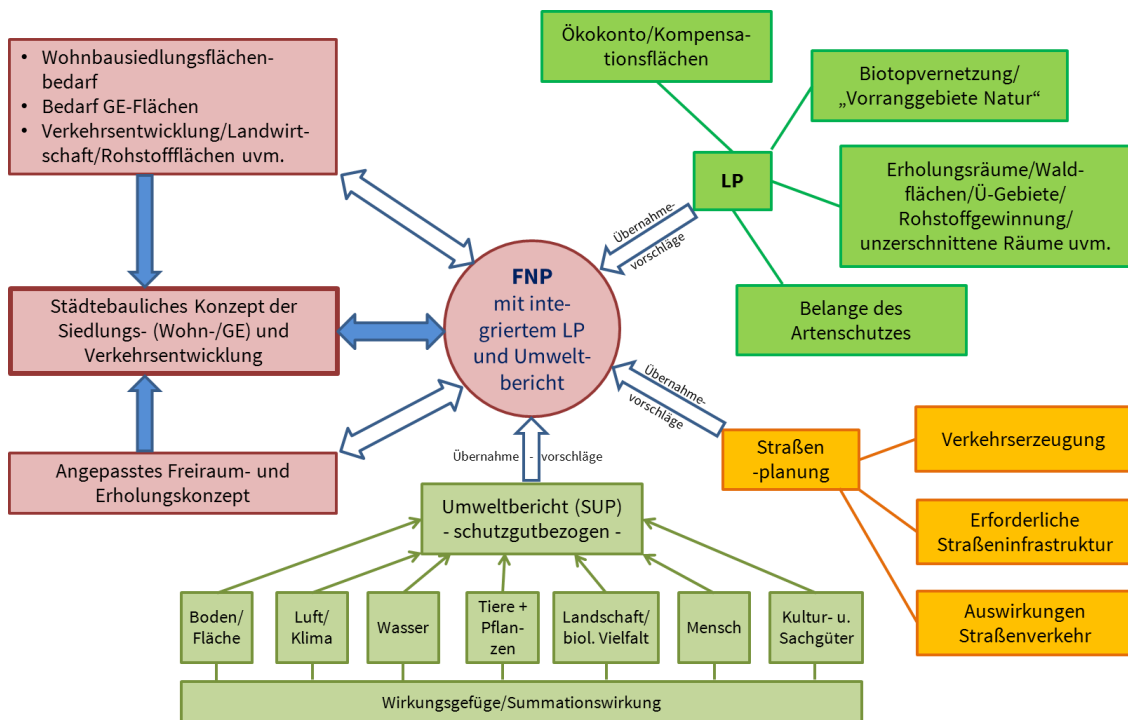 • Wohnbausiedlungsflächen-
bedarf
• Bedarf GE-Flächen
• Verkehrsentwicklung/Landwirt-
schaft/Rohstoffflächen uvm.
Städtebauliches Konzept der
Siedlungs- (Wohn-/GE) und
Verkehrsentwicklung
Angepasstes Freiraum- und
Erholungskonzept
FNP
mit inte-
griertem LP
und Umwelt-
bericht
Ökokonto/Kompensa-
tionsflächen
Biotopvernetzung/
„Vorranggebiete Natur“
LP
Erholungsräume/Wald-
flächen/Ü-Gebiete/
Rohstoffgewinnung/
unzerschnittene Räume uvm.
Belange des
Artenschutzes
Übernahme-
vorschläge
Übernahme-
vorschläge
Straßen
-planung
Verkehrserzeugung
Erforderliche
Straßeninfrastruktur
Auswirkungen
Straßenverkehr
Übernahme - vorschläge
Umweltbericht (SUP)
- schutzgutbezogen -
Boden/
Fläche
Luft/
Klima
Wasser
Tiere +
Pflan-
zen
Landschaft/
biol. Vielfalt
Mensch
Kultur- u.
Sachgüter
Wirkungsgefüge/Summationswirkung